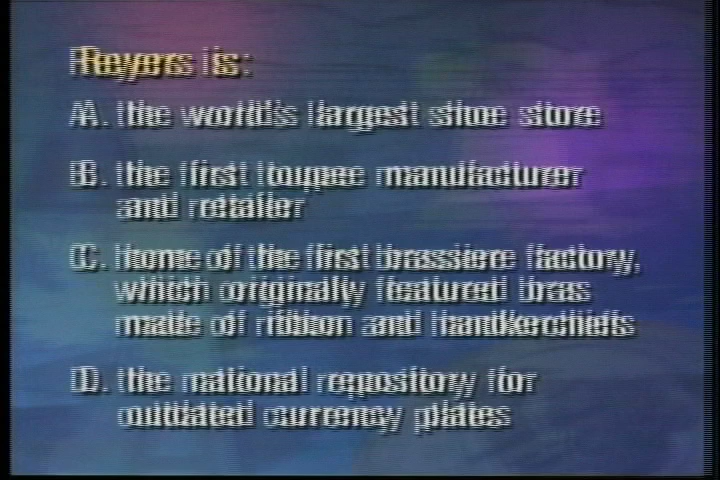 Reyers is:
A. the world's largest shoe store
B. the first toupee manufacturer
and retailer
C. home of the first brassiere factory,
which originally featured bras
made of ribbon and handkerchiefs
D. the national repository for
outdated currency plates